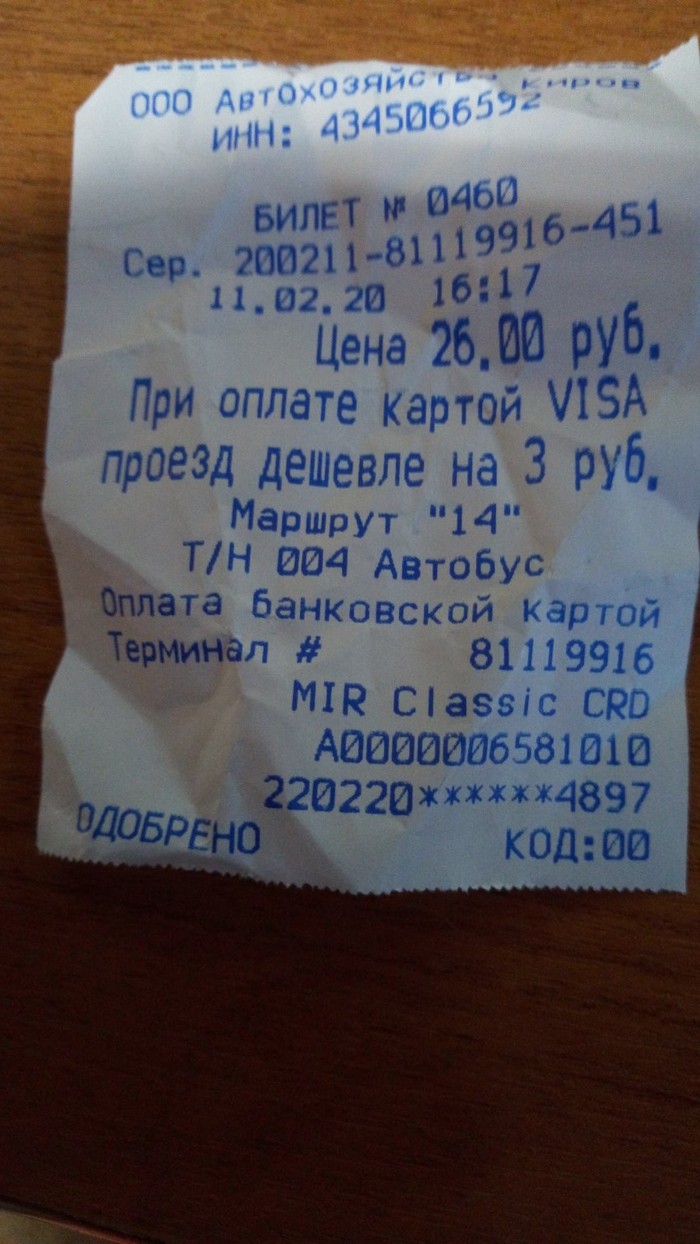 ООО Автохозяйство Киров
ИНН: 4345066592
БИЛЕТ № 0460
Сер. 200211-81119916-451
11.02.20 16:17
Цена 26.00 руб.
При оплате картой VISA
проезд дешевле на 3 руб.
Маршрут "14"
Т/Н 004 Автобус
Оплата банковской картой
Терминал # 81119916
MIR Classic CRD
A0000006581010
220220******4897
ОДОБРЕНО КОД:00